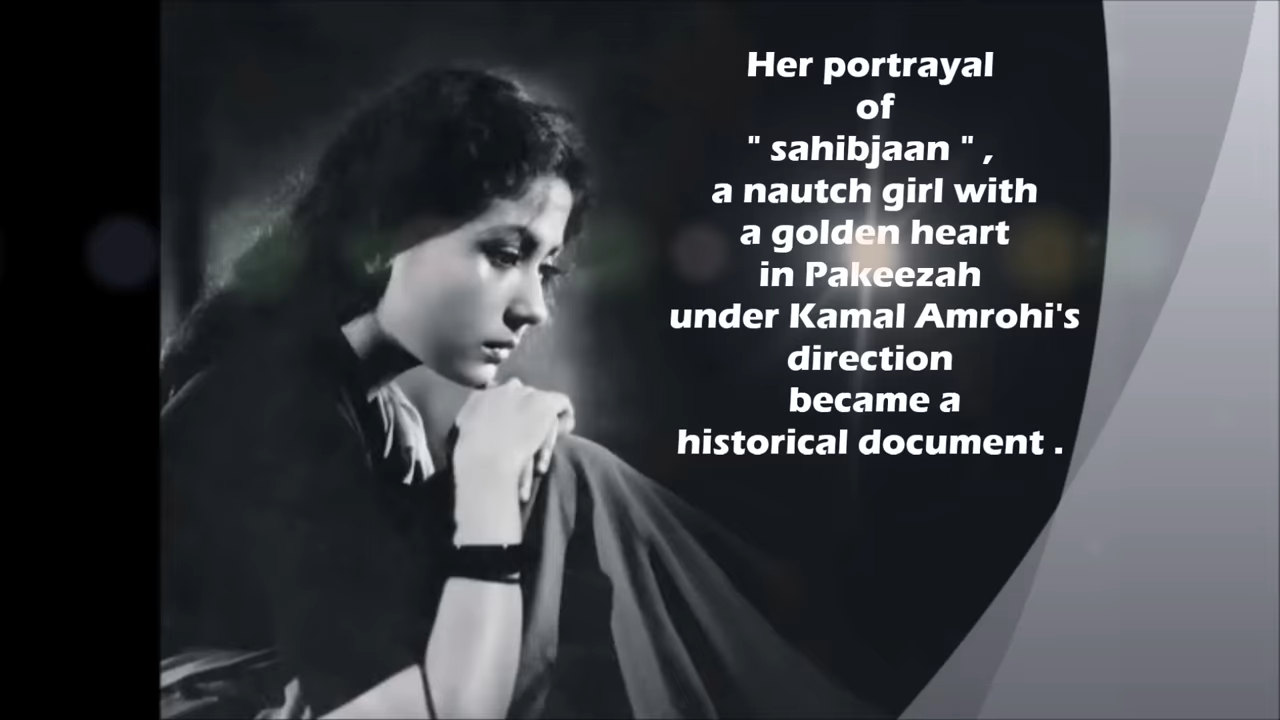 Her portrayal
of
" sahibjaan " ,
a nautch girl with
a golden heart
in Pakeezah
under Kamal Amrohi's
direction
became a
historical document .